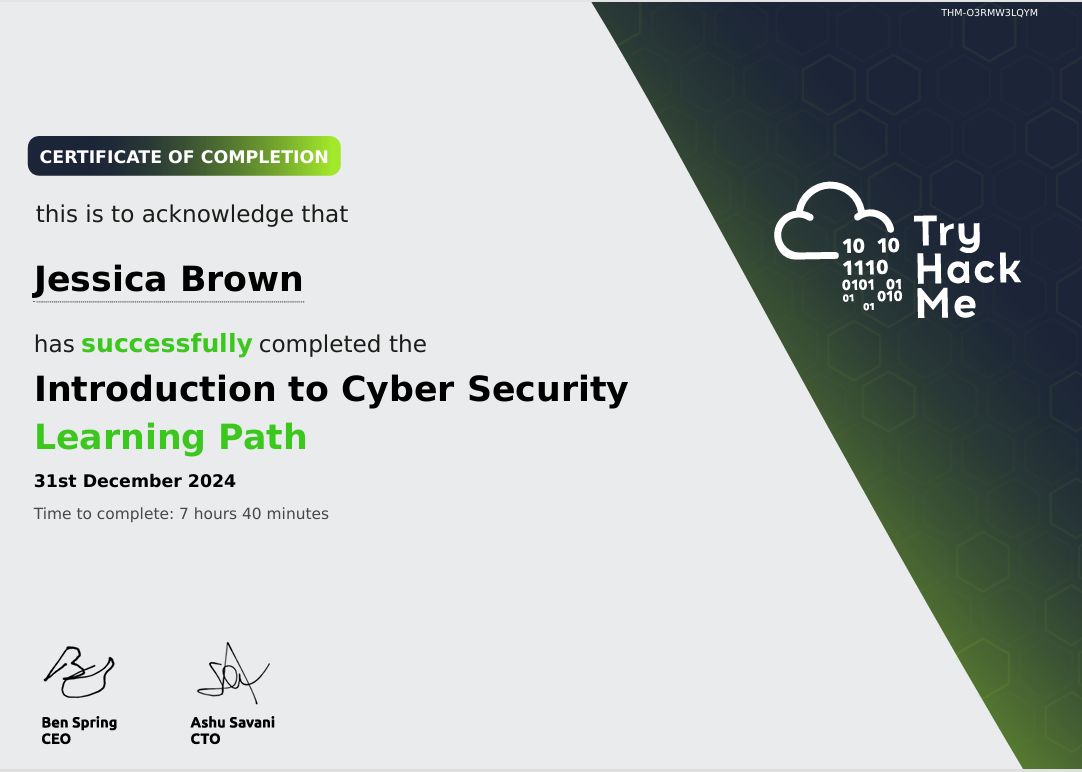 THM-O3RMW3LQYM
CERTIFICATE OF COMPLETION
this is to acknowledge that
Jessica Brown
has successfully completed the
Introduction to Cyber Security
Learning Path
31st December 2024
Time to complete: 7 hours 40 minutes
10 10
1110
0101 01
01 010
01
Try
Hack
Me
Ben Spring
CEO
Ashu Savani
CTO